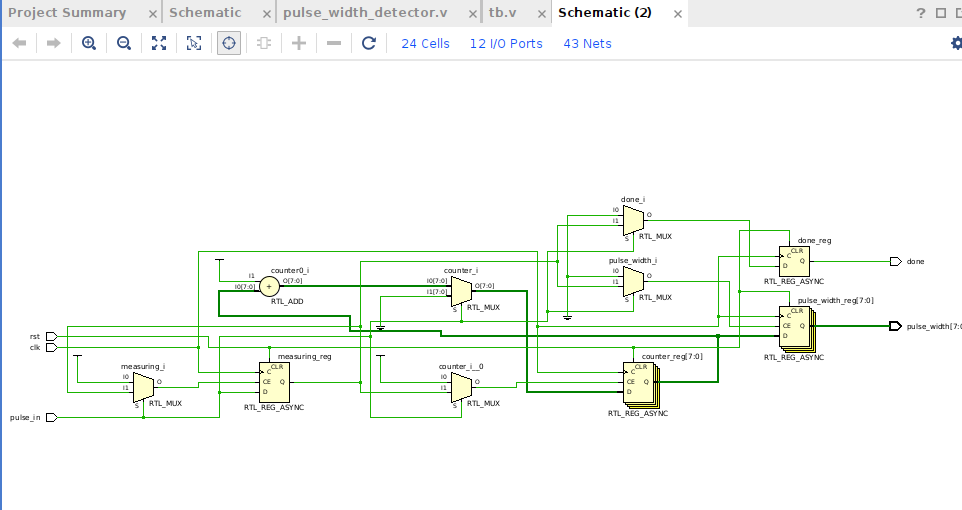 Project Summary × Schematic × pulse_width_detector.v × tb.v × Schematic (2) × ?
24 Cells 12 I/O Ports 43 Nets
done_i
I0
I1
O
S
RTL_MUX
done_reg
CLR
C
D
Q
RTL_REG_ASYNC
done
pulse_width_i
I0
I1
O
S
RTL_MUX
counter0_i
I1
I0[7:0]
+
O[7:0]
RTL_ADD
counter_i
I0[7:0]
I1[7:0]
O[7:0]
S
RTL_MUX
pulse_width_reg[7:0]
CLR
C
CE
D
Q
RTL_REG_ASYNC
pulse_width[7:0
rst
clk
measuring_i
I0
I1
O
S
RTL_MUX
measuring_reg
CLR
C
CE
D
Q
RTL_REG_ASYNC
counter_i__0
I0
I1
O
S
RTL_MUX
counter_reg[7:0]
CLR
C
CE
D
Q
RTL_REG_ASYNC
pulse_in